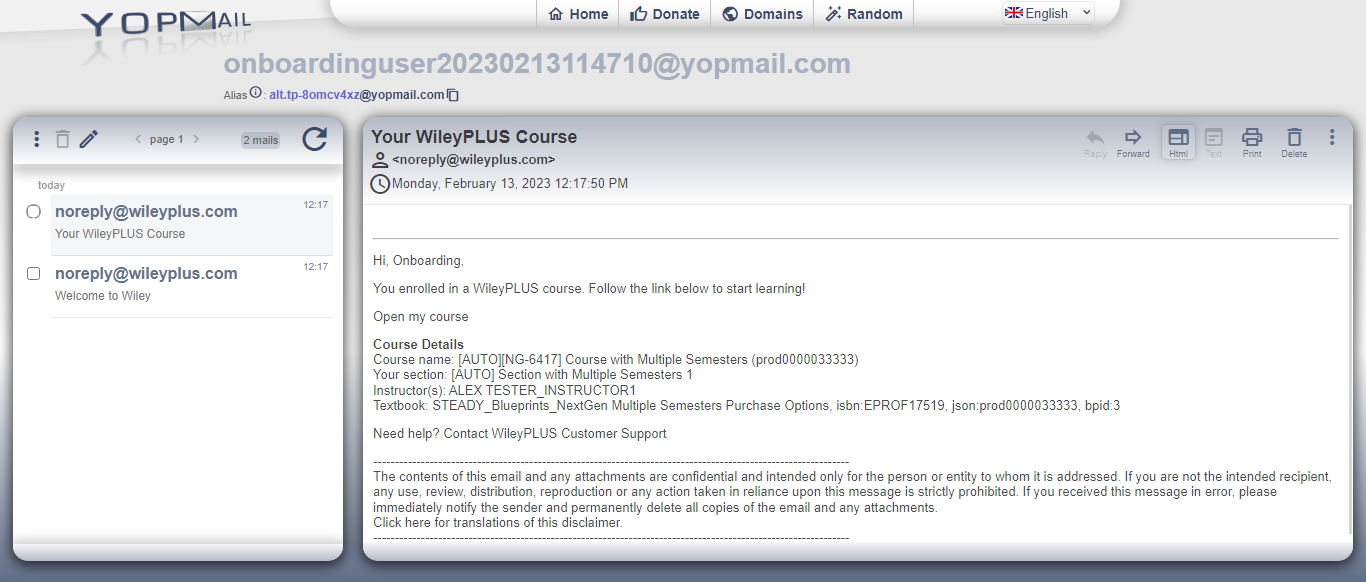 YOPMAIL
Home
Donate
Domains
Random
English
onboardinguser20230213114710@yopmail.com
Alias : alt.tp-8omcv4xz@yopmail.com
page 1
2 mails
today
noreply@wileyplus.com 12:17
Your WileyPLUS Course
noreply@wileyplus.com 12:17
Welcome to Wiley
Your WileyPLUS Course
<noreply@wileyplus.com>
Monday, February 13, 2023 12:17:50 PM
Reply
Forward
Html
Text
Print
Delete
Hi, Onboarding,
You enrolled in a WileyPLUS course. Follow the link below to start learning!
Open my course
Course Details
Course name: [AUTO][NG-6417] Course with Multiple Semesters (prod0000033333)
Your section: [AUTO] Section with Multiple Semesters 1
Instructor(s): ALEX TESTER_INSTRUCTOR1
Textbook: STEADY_Blueprints_NextGen Multiple Semesters Purchase Options, isbn:EPROF17519, json:prod0000033333, bpid:3
Need help? Contact WileyPLUS Customer Support
--------------------------------------------------------------------------------------------------------------
The contents of this email and any attachments are confidential and intended only for the person or entity to whom it is addressed. If you are not the intended recipient,
any use, review, distribution, reproduction or any action taken in reliance upon this message is strictly prohibited. If you received this message in error, please
immediately notify the sender and permanently delete all copies of the email and any attachments.
Click here for translations of this disclaimer.
--------------------------------------------------------------------------------------------------------------